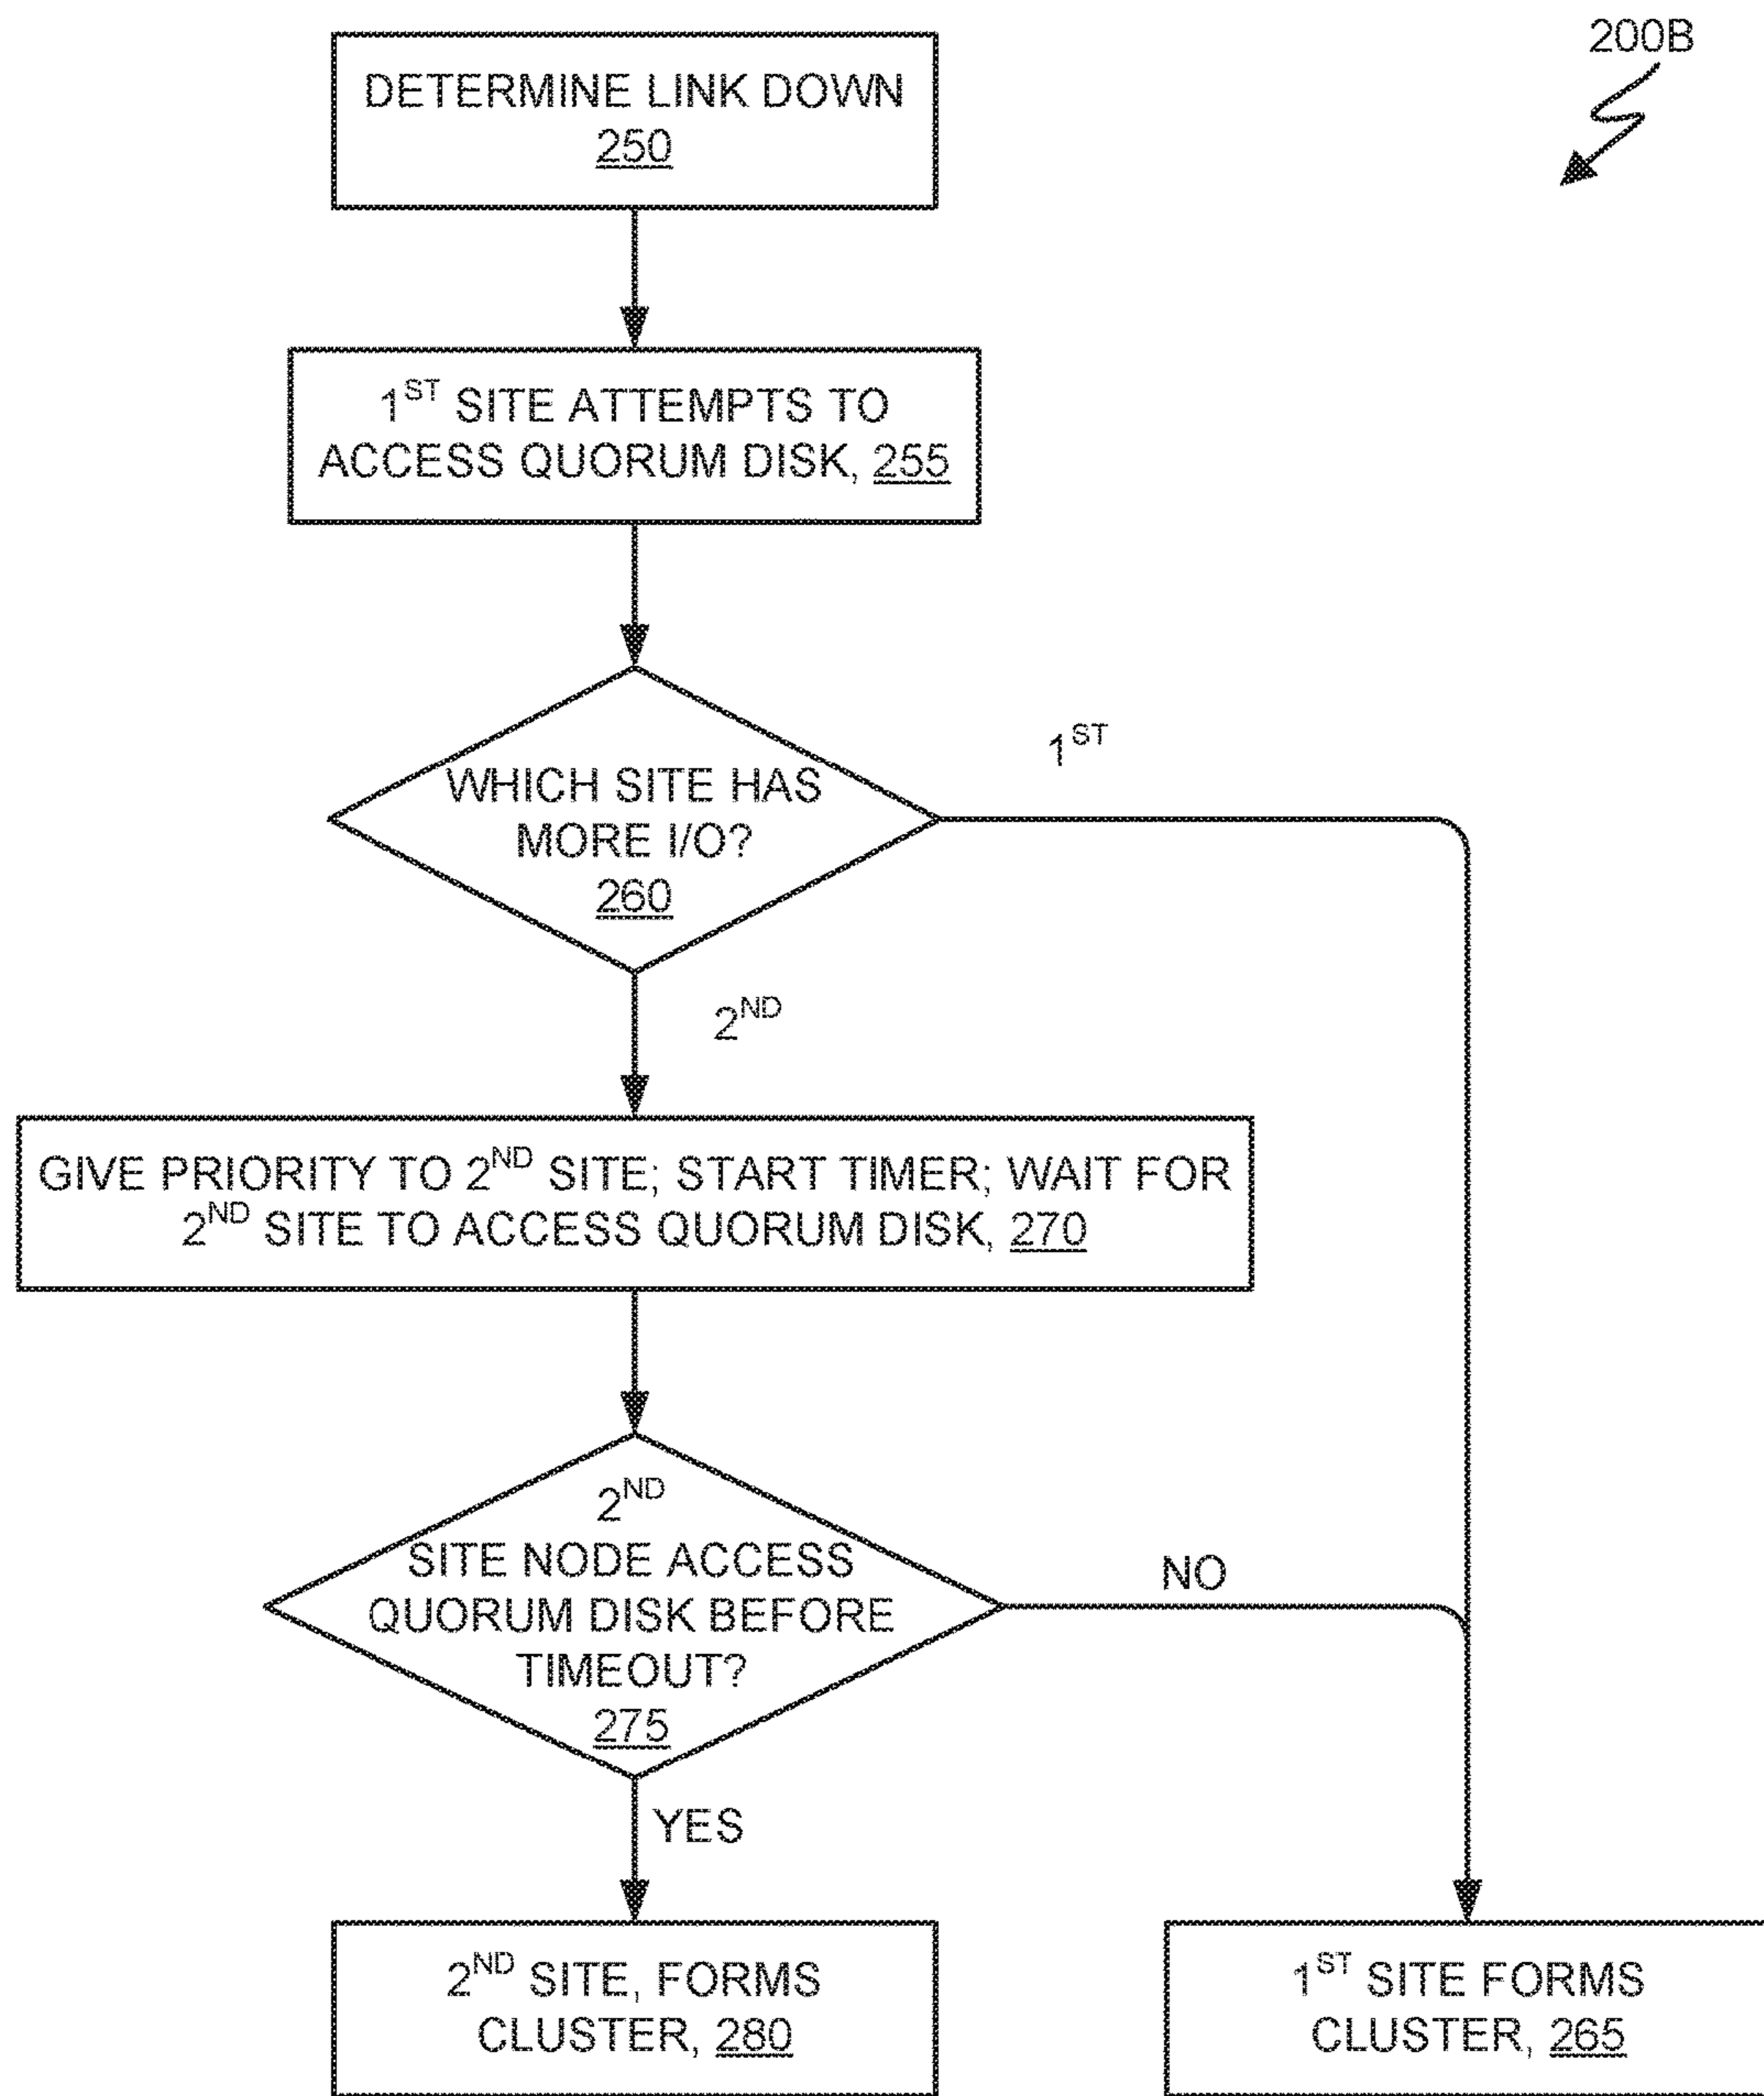 200B
DETERMINE LINK DOWN
250
1ST SITE ATTEMPTS TO
ACCESS QUORUM DISK, 255
WHICH SITE HAS
MORE I/O?
260
1ST
2ND
GIVE PRIORITY TO 2ND SITE; START TIMER; WAIT FOR
2ND SITE TO ACCESS QUORUM DISK, 270
2ND
SITE NODE ACCESS
QUORUM DISK BEFORE
TIMEOUT?
275
NO
YES
2ND SITE, FORMS
CLUSTER, 280
1ST SITE FORMS
CLUSTER, 265